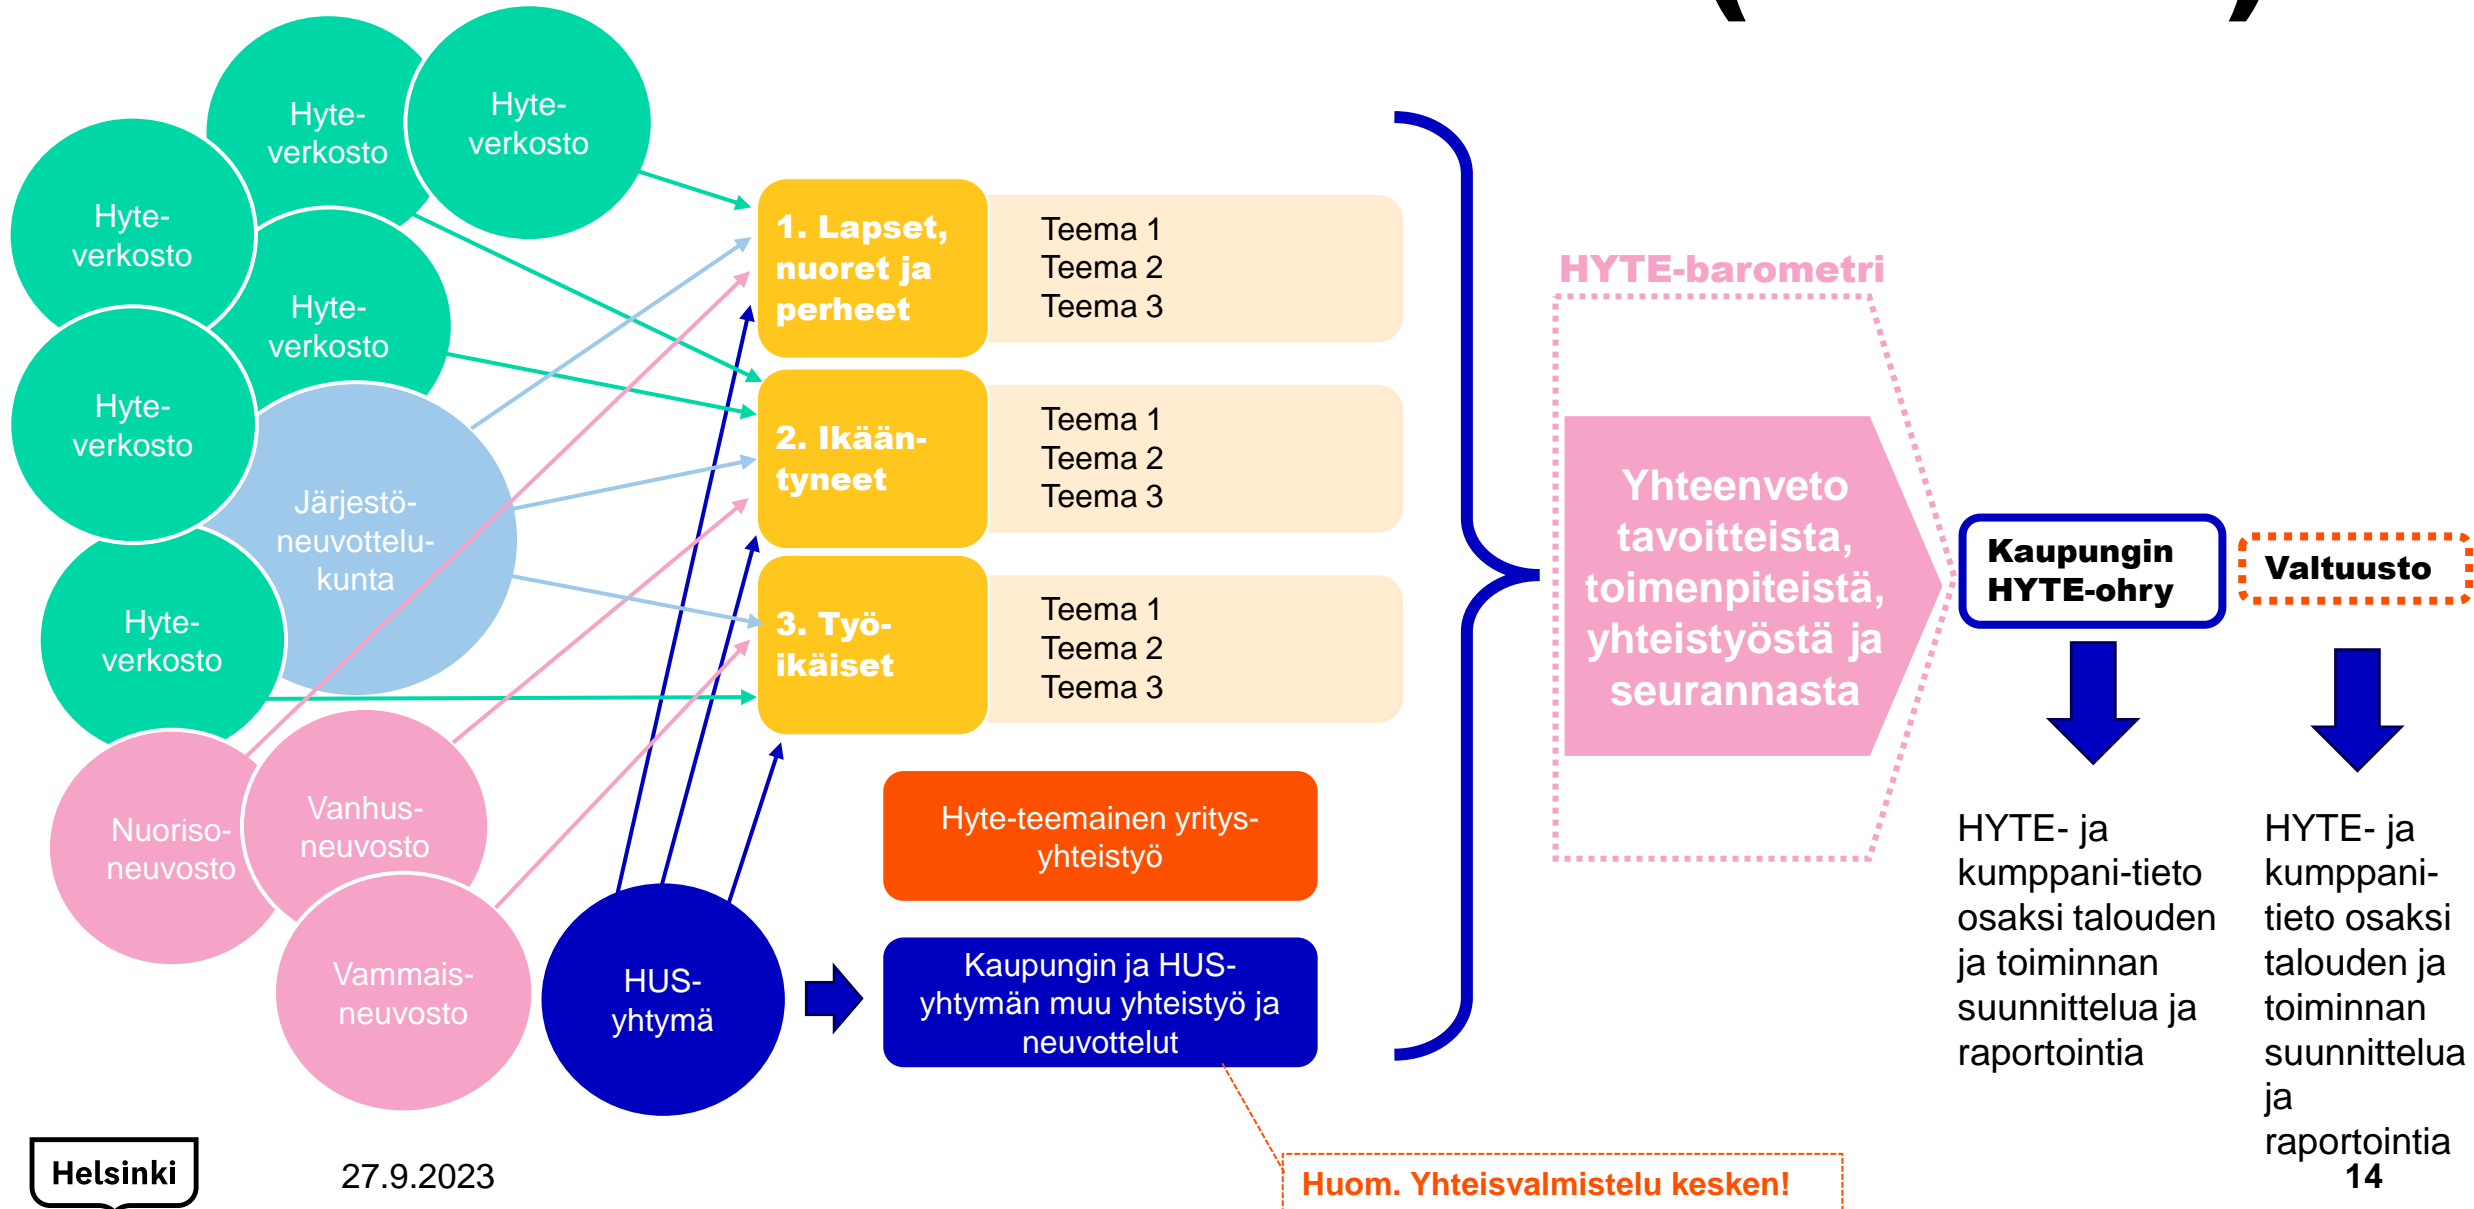 Hyte-
verkosto
Hyte-
verkosto
Hyte-
verkosto
Hyte-
verkosto
Hyte-
verkosto
Järjestö-
neuvottelu-
kunta
Hyte-
verkosto
Nuoriso-
neuvosto
Vanhus-
neuvosto
Vammais-
neuvosto
HUS-
yhtymä
1. Lapset,
nuoret ja
perheet
Teema 1
Teema 2
Teema 3
2. Ikään-
tyneet
Teema 1
Teema 2
Teema 3
3. Työ-
ikäiset
Teema 1
Teema 2
Teema 3
Hyte-teemainen yritys-
yhteistyö
Kaupungin ja HUS-
yhtymän muu yhteistyö ja
neuvottelut
HYTE-barometri
Yhteenveto
tavoitteista,
toimenpiteistä,
yhteistyöstä ja
seurannasta
Kaupungin
HYTE-ohry
Valtuusto
HYTE- ja
kumppani-tieto
osaksi talouden
ja toiminnan
suunnittelua ja
raportointia
HYTE- ja
kumppani-
tieto osaksi
talouden ja
toiminnan
suunnittelua
ja
raportointia
Huom. Yhteisvalmistelu kesken!
Helsinki
27.9.2023
14